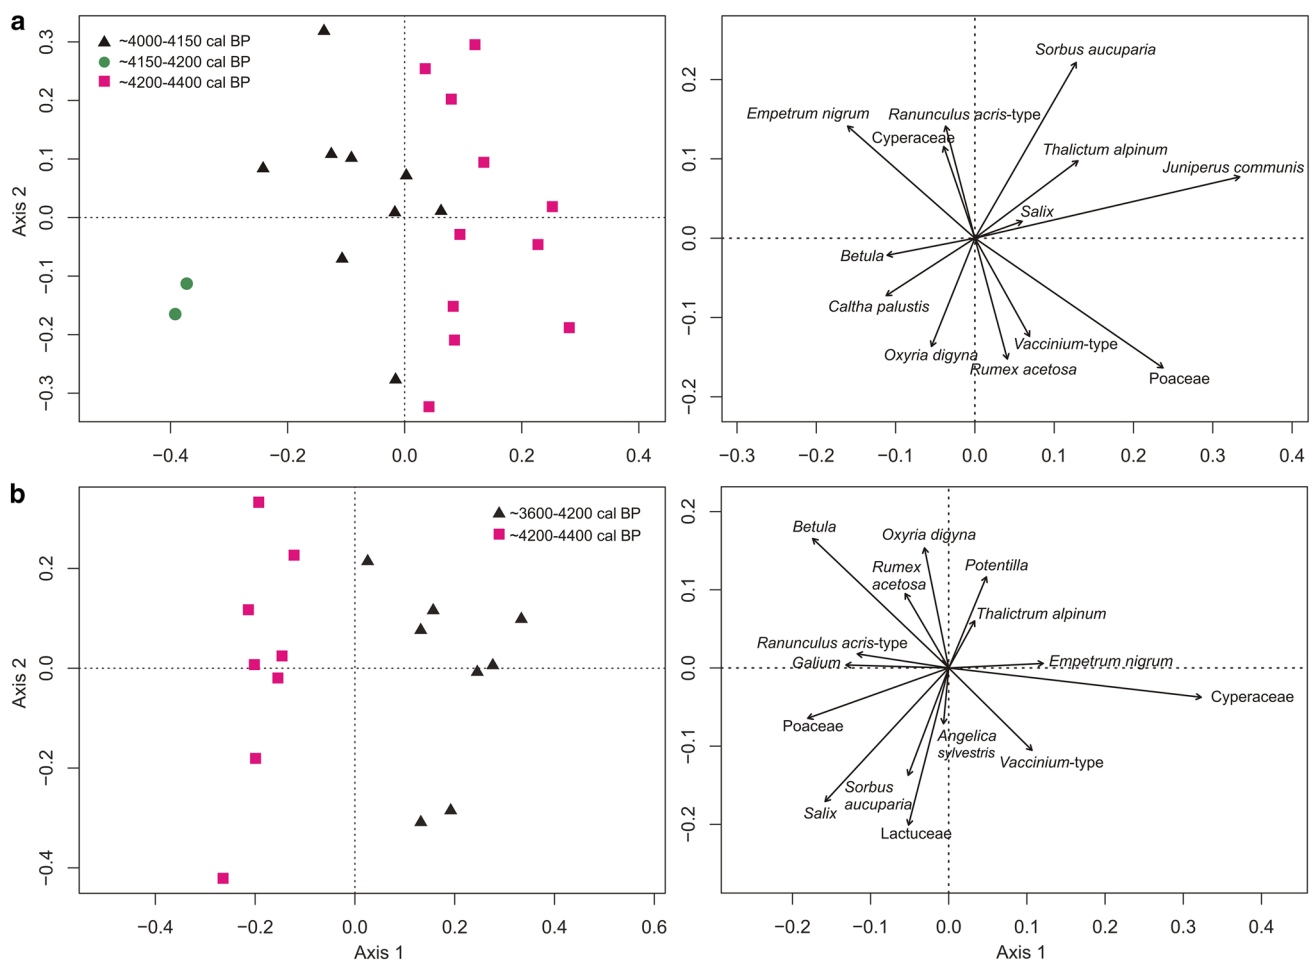 a
▲ ~4000-4150 cal BP
● ~4150-4200 cal BP
■ ~4200-4400 cal BP
0.3
0.2
0.1
0.0
−0.1
−0.2
−0.3
Axis 2
−0.4
−0.2
0.0
0.2
0.4
Sorbus aucuparia
Empetrum nigrum
Ranunculus acris-type
Cyperaceae
Thalictum alpinum
Juniperus communis
Salix
Betula
Caltha palustis
Oxyria digyna
Vaccinium-type
Rumex acetosa
Poaceae
0.2
0.1
0.0
−0.1
−0.2
−0.3
−0.2
−0.1
0.0
0.1
0.2
0.3
0.4
b
▲ ~3600-4200 cal BP
■ ~4200-4400 cal BP
0.2
0.0
−0.2
−0.4
Axis 2
−0.4
−0.2
0.0
0.2
0.4
0.6
Axis 1
Betula
Oxyria digyna
Rumex
acetosa
Potentilla
Thalictrum alpinum
Ranunculus acris-type
Galium
Empetrum nigrum
Cyperaceae
Poaceae
Angelica
sylvestris
Vaccinium-type
Sorbus
aucuparia
Salix
Lactuceae
0.2
0.1
0.0
−0.1
−0.2
−0.2
−0.1
0.0
0.1
0.2
0.3
0.4
Axis 1